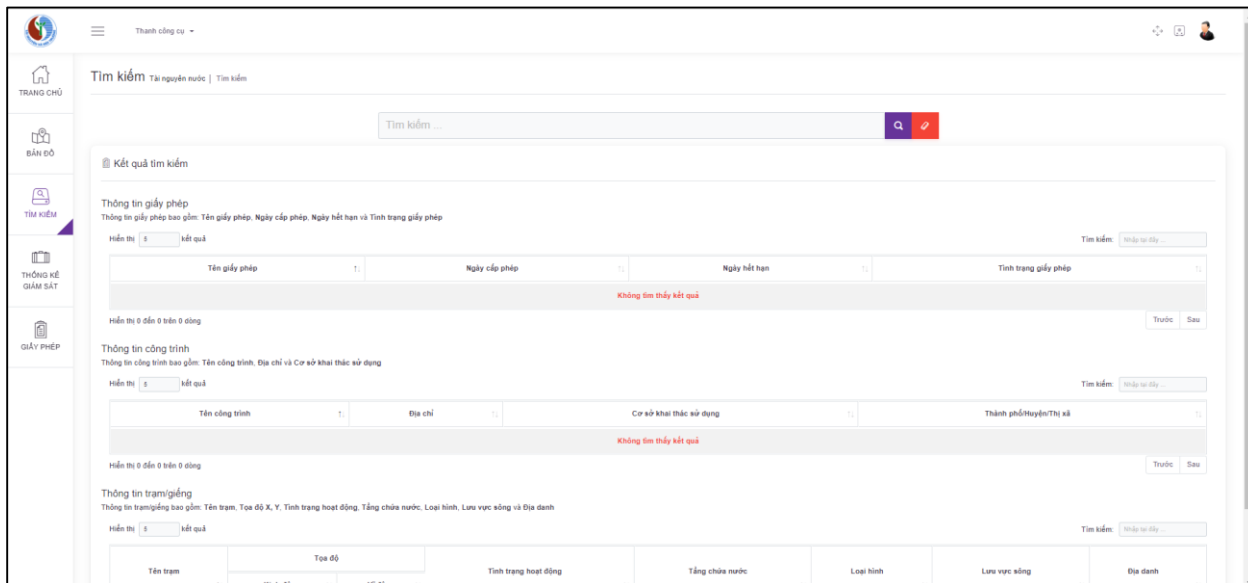 Thanh công cụ
TRANG CHỦ
BẢN ĐỒ
TÌM KIẾM
THỐNG KÊ
GIÁM SÁT
GIẤY PHÉP
Tìm kiếm Tài nguyên nước | Tìm kiếm
Tìm kiếm ...
Kết quả tìm kiếm
Thông tin giấy phép
Thông tin giấy phép bao gồm: Tên giấy phép, Ngày cấp phép, Ngày hết hạn và Tình trạng giấy phép
Hiển thị 5 kết quả Tìm kiếm: Nhập tại đây ...
Tên giấy phép Ngày cấp phép Ngày hết hạn Tình trạng giấy phép
Không tìm thấy kết quả
Hiển thị 0 đến 0 trên 0 dòng Trước Sau
Thông tin công trình
Thông tin công trình bao gồm: Tên công trình, Địa chỉ và Cơ sở khai thác sử dụng
Hiển thị 5 kết quả Tìm kiếm: Nhập tại đây ...
Tên công trình Địa chỉ Cơ sở khai thác sử dụng Thành phố/Huyện/Thị xã
Không tìm thấy kết quả
Hiển thị 0 đến 0 trên 0 dòng Trước Sau
Thông tin trạm/giếng
Thông tin trạm/giếng bao gồm: Tên trạm, Tọa độ X, Y, Tình trạng hoạt động, Tầng chứa nước, Loại hình, Lưu vực sông và Địa danh
Hiển thị 5 kết quả Tìm kiếm: Nhập tại đây ...
Tọa độ
Tên trạm Tình trạng hoạt động Tầng chứa nước Loại hình Lưu vực sông Địa danh